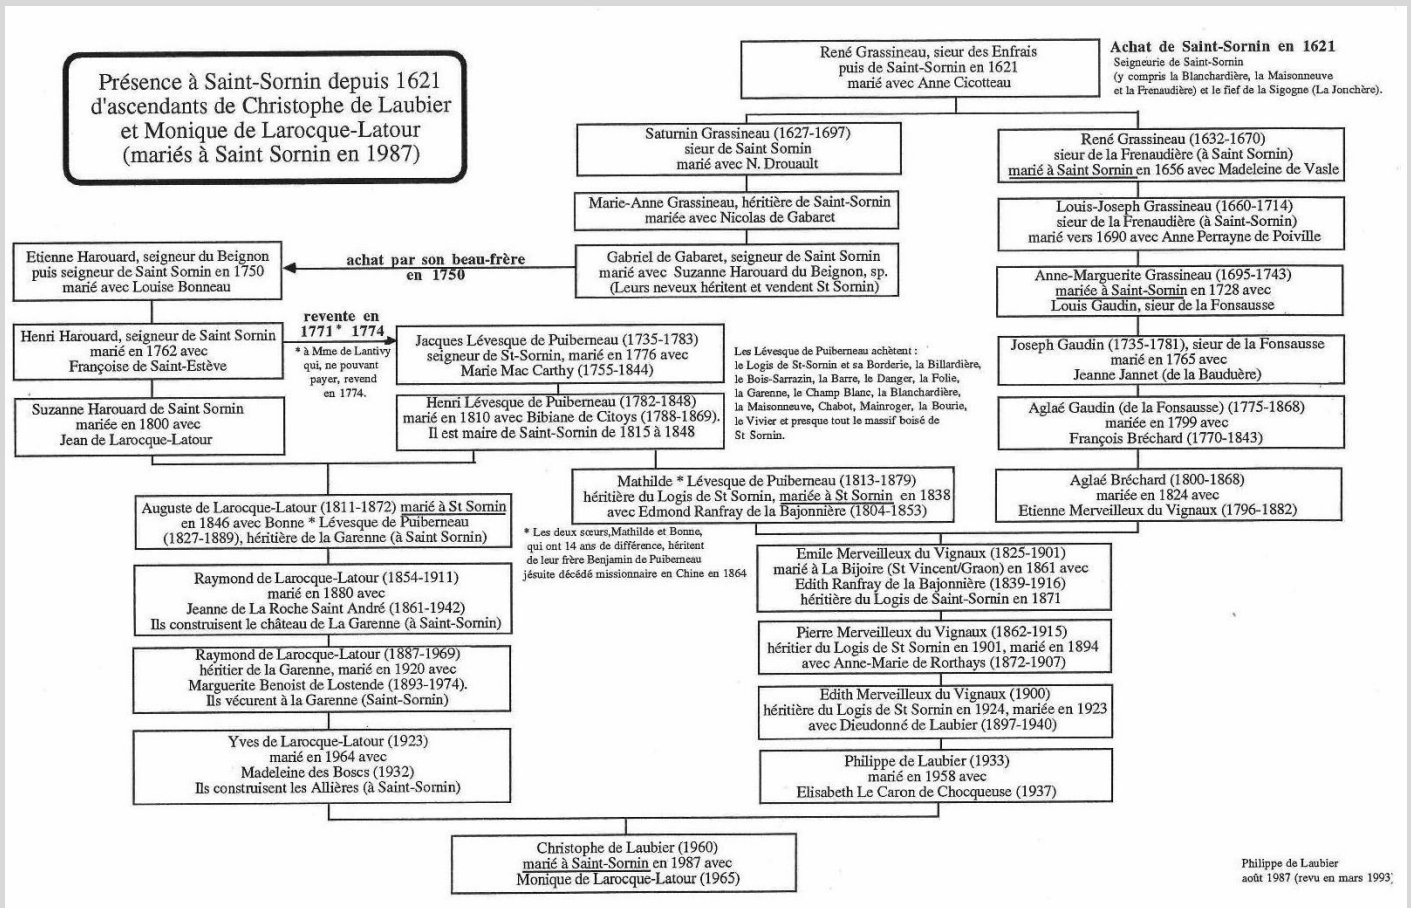 Présence à Saint-Sornin depuis 1621
d'ascendants de Christophe de Laubier
et Monique de Larocque-Latour
(mariés à Saint Sornin en 1987)
René Grassineau, sieur des Enfrais
puis de Saint-Sornin en 1621
marié avec Anne Cicotteau
Achat de Saint-Sornin en 1621
Seigneurie de Saint-Sornin
(y compris la Blanchardière, la Maisonneuve
et la Frenaudière) et le fief de la Sigogne (La Jonchère).
Saturnin Grassineau (1627-1697)
sieur de Saint Sornin
marié avec N. Drouault
René Grassineau (1632-1670)
sieur de la Frenaudière (à Saint Sornin)
marié à Saint Sornin en 1656 avec Madeleine de Vasle
Marie-Anne Grassineau, héritière de Saint-Sornin
mariée avec Nicolas de Gabaret
Louis-Joseph Grassineau (1660-1714)
sieur de la Frenaudière (à Saint-Sornin)
marié vers 1690 avec Anne Perrayne de Poiville
Etienne Harouard, seigneur du Beignon
puis seigneur de Saint Sornin en 1750
marié avec Louise Bonneau
achat par son beau-frère
en 1750
Gabriel de Gabaret, seigneur de Saint Sornin
marié avec Suzanne Harouard du Beignon, sp.
(Leurs neveux héritent et vendent St Sornin)
Anne-Marguerite Grassineau (1695-1743)
mariée à Saint-Sornin en 1728 avec
Louis Gaudin, sieur de la Fonsausse
Henri Harouard, seigneur de Saint Sornin
marié en 1762 avec
Françoise de Saint-Estève
revente en
1771* 1774
* à Mme de Lantivy
qui, ne pouvant
payer, revend
en 1774.
Jacques Lévesque de Puiberneau (1735-1783)
seigneur de St-Sornin, marié en 1776 avec
Marie Mac Carthy (1755-1844)
Les Lévesque de Puiberneau achètent :
le Logis de St-Sornin et sa Borderie, la Billardière,
le Bois-Sarrazin, la Barre, le Danger, la Folie,
la Garenne, le Champ Blanc, la Blanchardière,
la Maisonneuve, Chabot, Mainroger, la Bourie,
le Vivier et presque tout le massif boisé de
St Sornin.
Joseph Gaudin (1735-1781), sieur de la Fonsausse
marié en 1765 avec
Jeanne Jannet (de la Bauduère)
Suzanne Harouard de Saint Sornin
mariée en 1800 avec
Jean de Larocque-Latour
Henri Lévesque de Puiberneau (1782-1848)
marié en 1810 avec Bibiane de Citoys (1788-1869).
Il est maire de Saint-Sornin de 1815 à 1848
Aglaé Gaudin (de la Fonsausse) (1775-1868)
mariée en 1799 avec
François Bréchard (1770-1843)
Mathilde * Lévesque de Puiberneau (1813-1879)
héritière du Logis de St Sornin, mariée à St Sornin en 1838
avec Edmond Ranfray de la Bajonnière (1804-1853)
Aglaé Bréchard (1800-1868)
mariée en 1824 avec
Etienne Merveilleux du Vignaux (1796-1882)
Auguste de Larocque-Latour (1811-1872) marié à St Sornin
en 1846 avec Bonne * Lévesque de Puiberneau
(1827-1889), héritière de la Garenne (à Saint Sornin)
* Les deux sœurs,Mathilde et Bonne,
qui ont 14 ans de différence, héritent
de leur frère Benjamin de Puiberneau
jésuite décédé missionnaire en Chine en 1864
Emile Merveilleux du Vignaux (1825-1901)
marié à La Bijoire (St Vincent/Graon) en 1861 avec
Edith Ranfray de la Bajonnière (1839-1916)
héritière du Logis de Saint-Sornin en 1871
Raymond de Larocque-Latour (1854-1911)
marié en 1880 avec
Jeanne de La Roche Saint André (1861-1942)
Ils construisent le château de La Garenne (à Saint-Sornin)
Pierre Merveilleux du Vignaux (1862-1915)
héritier du Logis de St Sornin en 1901, marié en 1894
avec Anne-Marie de Rorthays (1872-1907)
Raymond de Larocque-Latour (1887-1969)
héritier de la Garenne, marié en 1920 avec
Marguerite Benoist de Lostende (1893-1974).
Ils vécurent à la Garenne (Saint-Sornin)
Edith Merveilleux du Vignaux (1900)
héritière du Logis de St Sornin en 1924, mariée en 1923
avec Dieudonné de Laubier (1897-1940)
Yves de Larocque-Latour (1923)
marié en 1964 avec
Madeleine des Boscs (1932)
Ils construisent les Allières (à Saint-Sornin)
Philippe de Laubier (1933)
marié en 1958 avec
Elisabeth Le Caron de Chocqueuse (1937)
Christophe de Laubier (1960)
marié à Saint-Sornin en 1987 avec
Monique de Larocque-Latour (1965)
Philippe de Laubier
août 1987 (revu en mars 1993)